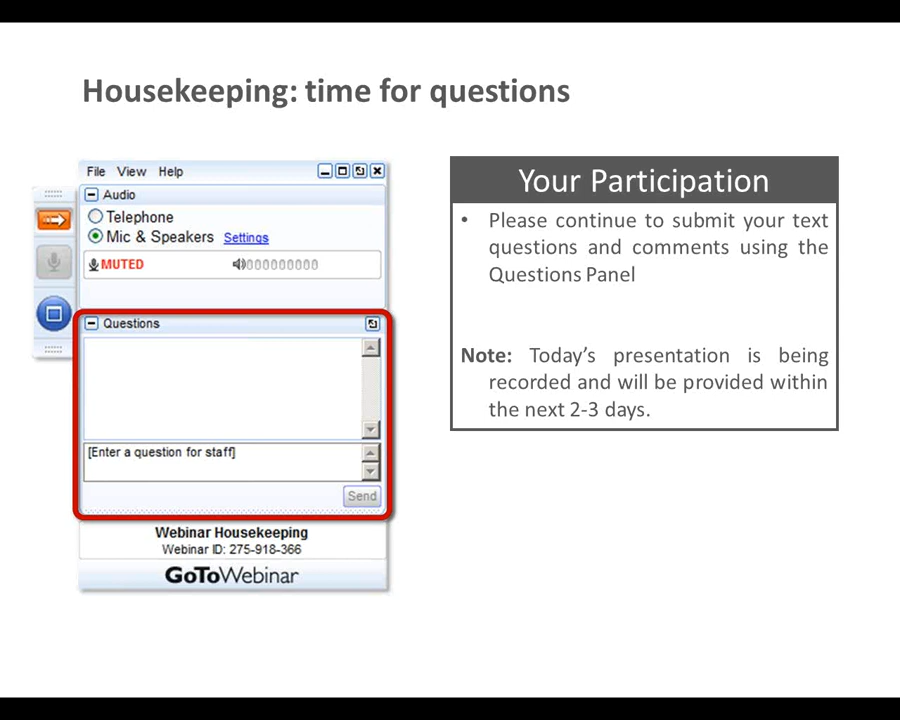 Housekeeping: time for questions
File View Help
Audio
Telephone
Mic & Speakers Settings
MUTED 000000000
Questions
[Enter a question for staff]
Send
Webinar Housekeeping
Webinar ID: 275-918-366
GoToWebinar
Your Participation
• Please continue to submit your text
questions and comments using the
Questions Panel
Note: Today's presentation is being
recorded and will be provided within
the next 2-3 days.